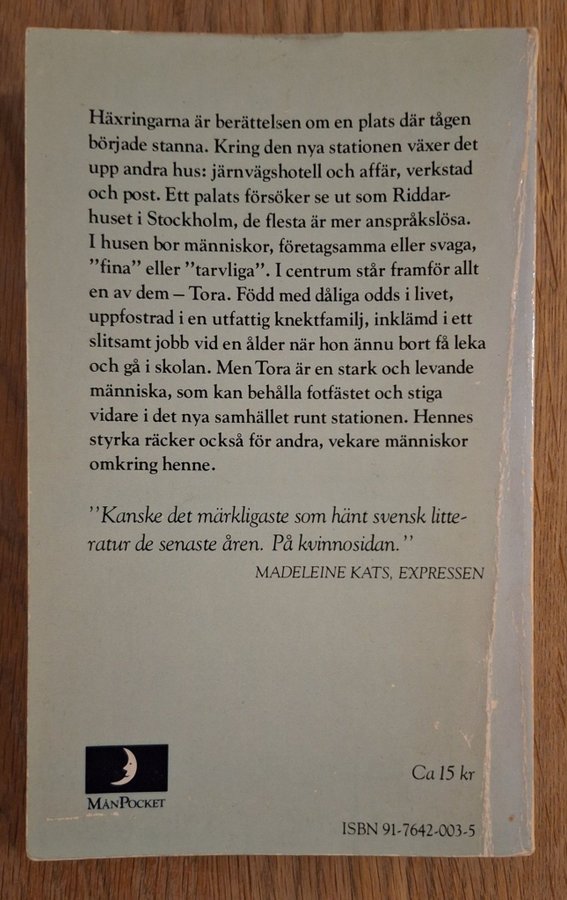 Häxringarna är berättelsen om en plats där tågen
började stanna. Kring den nya stationen växer det
upp andra hus: järnvägshotell och affär, verkstad
och post. Ett palats försöker se ut som Riddar-
huset i Stockholm, de flesta är mer anspråkslösa.
I husen bor människor, företagsamma eller svaga,
”fina” eller ”tarvliga”. I centrum står framför allt
en av dem – Tora. Född med dåliga odds i livet,
uppfostrad i en utfattig knektfamilj, inklämd i ett
slitsamt jobb vid en ålder när hon ännu bort få leka
och gå i skolan. Men Tora är en stark och levande
människa, som kan behålla fotfästet och stiga
vidare i det nya samhället runt stationen. Hennes
styrka räcker också för andra, vekare människor
omkring henne.
”Kanske det märkligaste som hänt svensk litte-
ratur de senaste åren. På kvinnosidan.”
MADELEINE KATS, EXPRESSEN
Ca 15 kr
MÅNPOCKET
ISBN 91-7642-003-5